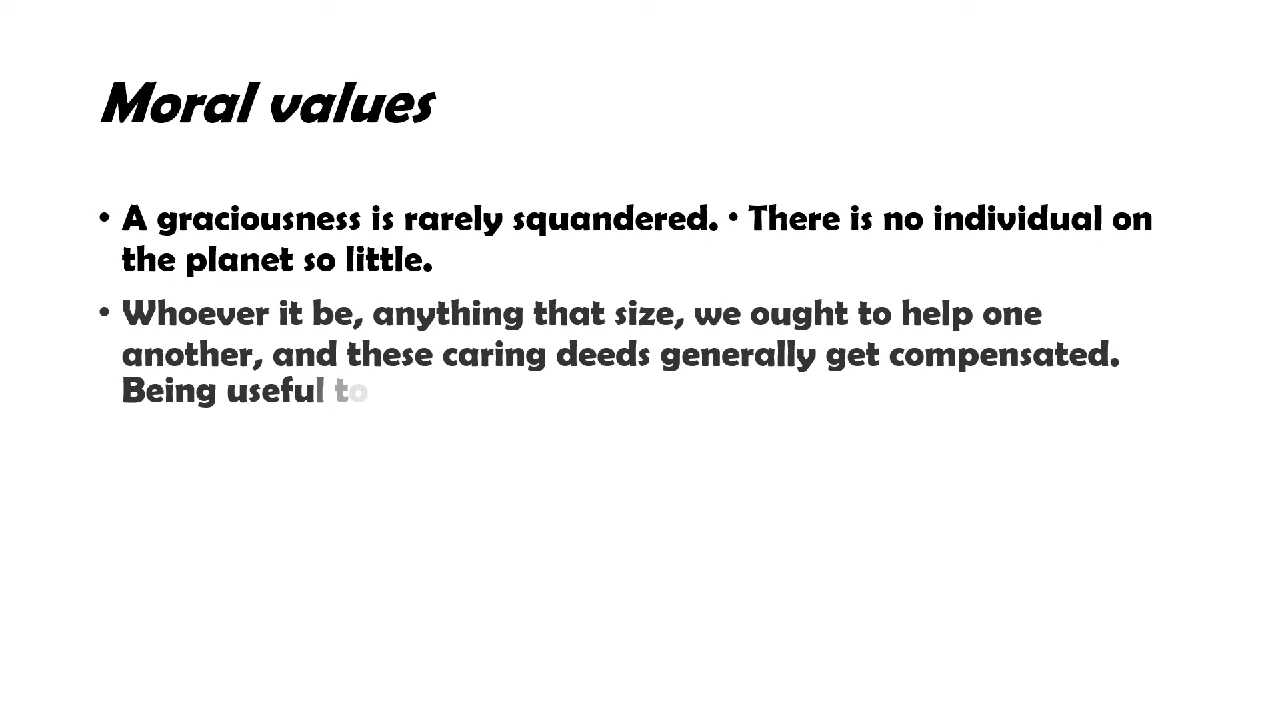 Moral values
• A graciousness is rarely squandered. • There is no individual on
the planet so little.
• Whoever it be, anything that size, we ought to help one
another, and these caring deeds generally get compensated.
Being useful to